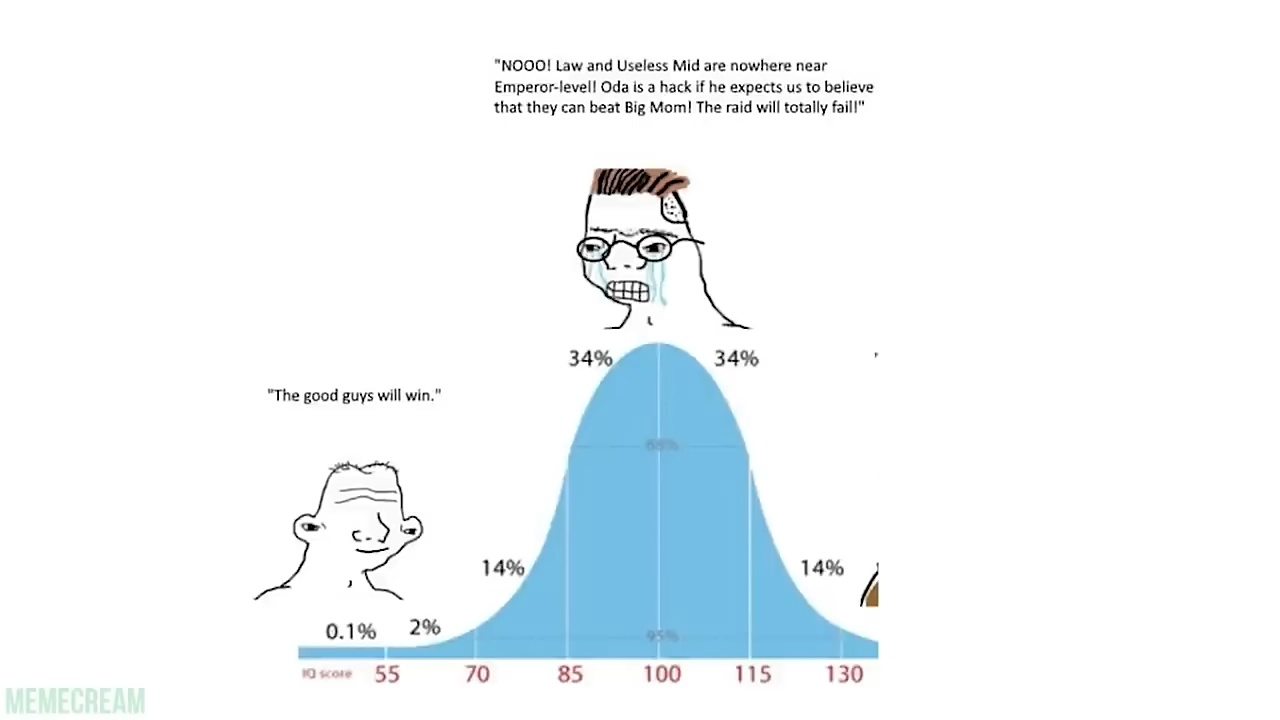 "NOOO! Law and Useless Mid are nowhere near
Emperor-level! Oda is a hack if he expects us to believe
that they can beat Big Mom! The raid will totally fail!"
34%
34%
"The good guys will win."
68%
14%
14%
0.1%
2%
95%
IQ score
55
70
85
100
115
130
MEMECREAM